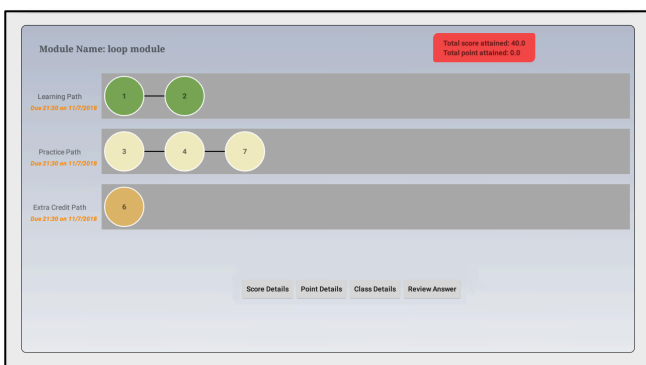 Module Name: loop module
Total score attained: 40.0
Total point attained: 0.0
Learning Path
Due 21:30 on 11/7/2018
1
2
Practice Path
Due 21:30 on 11/7/2018
3
4
7
Extra Credit Path
Due 21:30 on 11/7/2018
6
Score Details
Point Details
Class Details
Review Answer